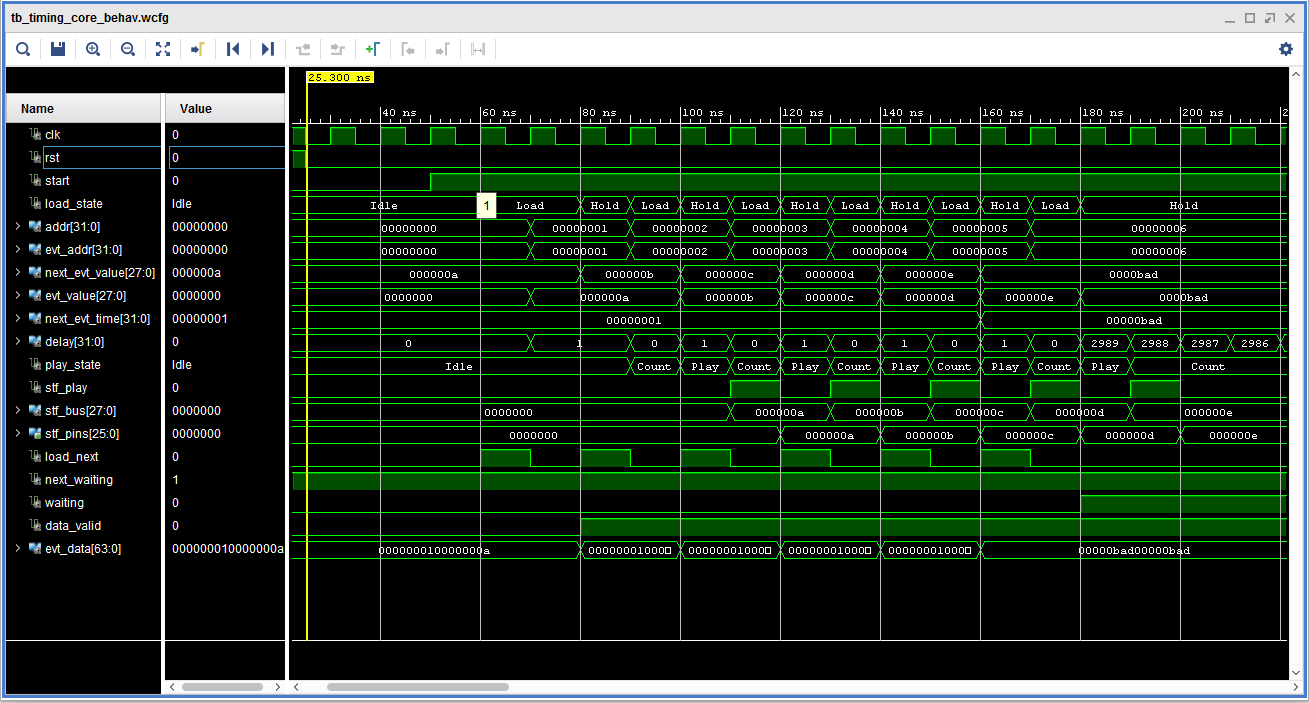 tb_timing_core_behav.wcfg
25.300 ns
Name Value
40 ns 60 ns 80 ns 100 ns 120 ns 140 ns 160 ns 180 ns 200 ns 2
clk 0
rst 0
start 0
load_state Idle Idle 1 Load Hold Load Hold Load Hold Load Hold Load Hold Load Hold
addr[31:0] 00000000 00000000 00000001 00000002 00000003 00000004 00000005 00000006
evt_addr[31:0] 00000000 00000000 00000001 00000002 00000003 00000004 00000005 00000006
next_evt_value[27:0] 000000a 000000a 000000b 000000c 000000d 000000e 0000bad
evt_value[27:0] 0000000 0000000 000000a 000000b 000000c 000000d 000000e 0000bad
next_evt_time[31:0] 00000001 00000001 00000bad
delay[31:0] 0 0 1 0 1 0 1 0 1 0 1 0 2989 2988 2987 2986
play_state Idle Idle Count Play Count Play Count Play Count Play Count Play Count
stf_play 0
stf_bus[27:0] 0000000 0000000 000000a 000000b 000000c 000000d 000000e
stf_pins[25:0] 0000000 0000000 000000a 000000b 000000c 000000d 000000e
load_next 0
next_waiting 1
waiting 0
data_valid 0
evt_data[63:0] 000000010000000a 000000010000000a 00000001000 00000001000 00000001000 00000001000 00000bad00000bad